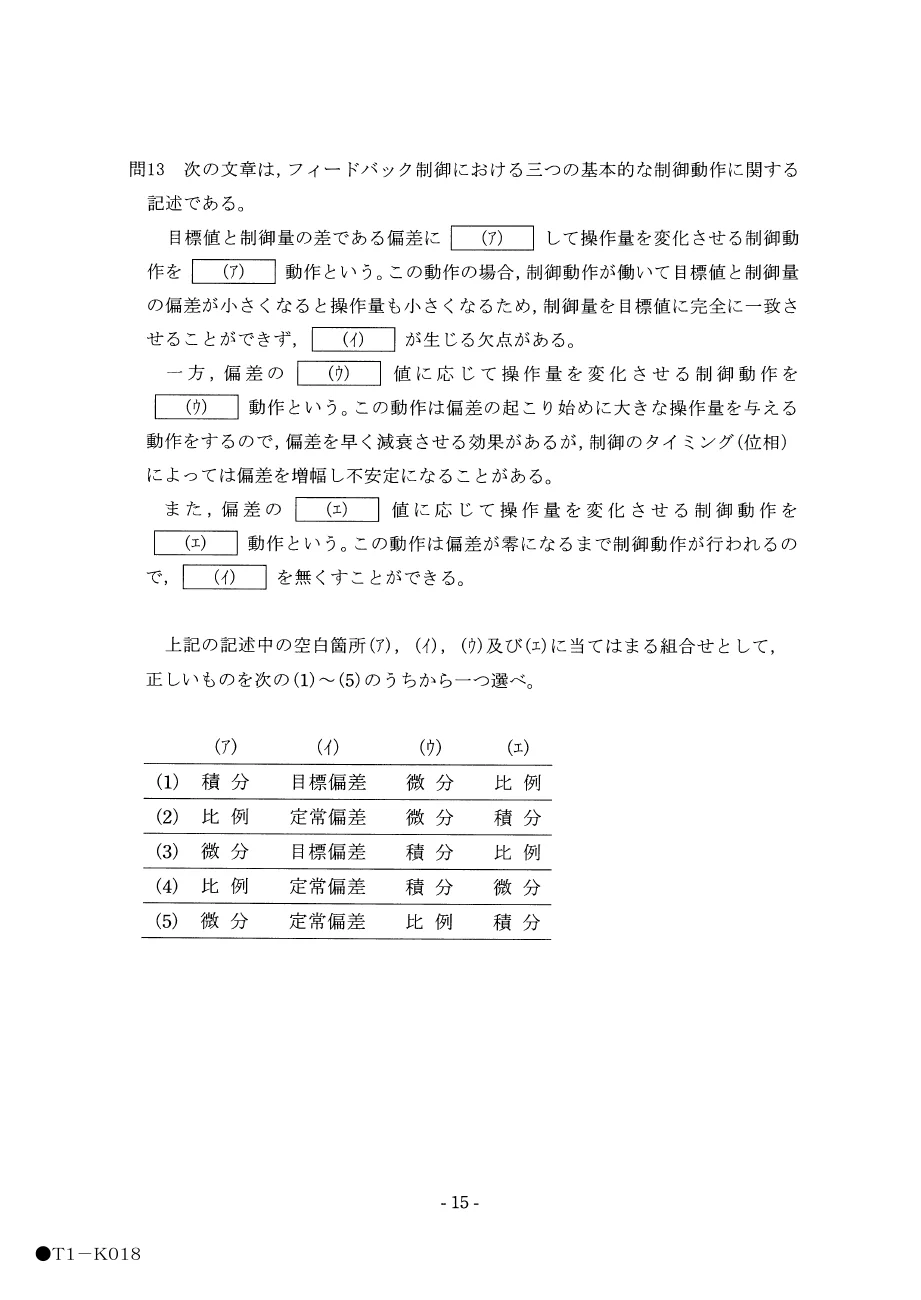 問13 次の文章は,フィードバック制御における三つの基本的な制御動作に関する
記述である。
目標値と制御量の差である偏差に (ア) して操作量を変化させる制御動
作を (ア) 動作という。この動作の場合,制御動作が働いて目標値と制御量
の偏差が小さくなると操作量も小さくなるため,制御量を目標値に完全に一致さ
せることができず, (イ) が生じる欠点がある。
一方,偏差の (ウ) 値に応じて操作量を変化させる制御動作を
(ウ) 動作という。この動作は偏差の起こり始めに大きな操作量を与える
動作をするので,偏差を早く減衰させる効果があるが,制御のタイミング(位相)
によっては偏差を増幅し不安定になることがある。
また,偏差の (エ) 値に応じて操作量を変化させる制御動作を
(エ) 動作という。この動作は偏差が零になるまで制御動作が行われるの
で, (イ) を無くすことができる。
上記の記述中の空白箇所(ア),(イ),(ウ)及び(エ)に当てはまる組合せとして,
正しいものを次の(1)~(5)のうちから一つ選べ。
(ア) (イ) (ウ) (エ)
(1) 積分 目標偏差 微分 比例
(2) 比例 定常偏差 微分 積分
(3) 微分 目標偏差 積分 比例
(4) 比例 定常偏差 積分 微分
(5) 微分 定常偏差 比例 積分
- 15 -
●T1-K018